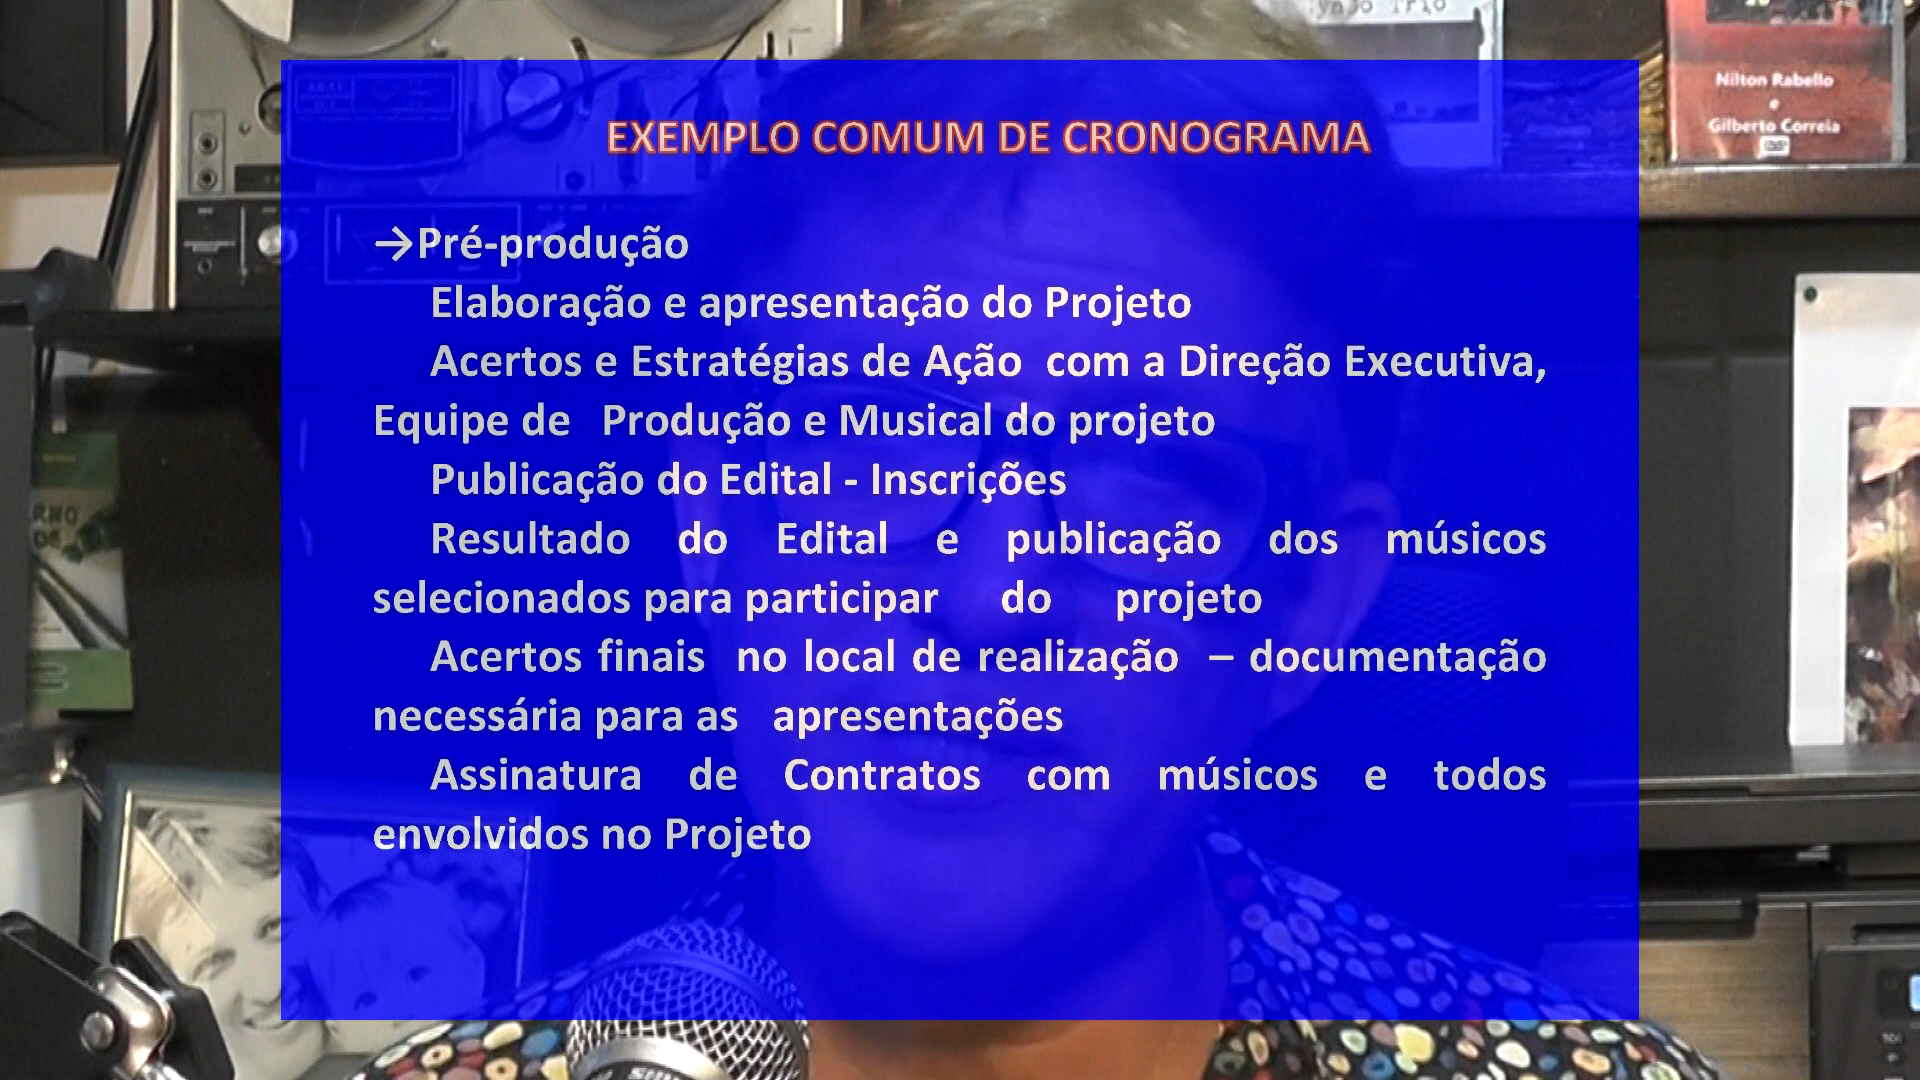 Nilton Rabello
e
Gilberto Correia
EXEMPLO COMUM DE CRONOGRAMA
→Pré-produção
Elaboração e apresentação do Projeto
Acertos e Estratégias de Ação com a Direção Executiva,
Equipe de Produção e Musical do projeto
Publicação do Edital - Inscrições
Resultado do Edital e publicação dos músicos
selecionados para participar do projeto
Acertos finais no local de realização – documentação
necessária para as apresentações
Assinatura de Contratos com músicos e todos
envolvidos no Projeto